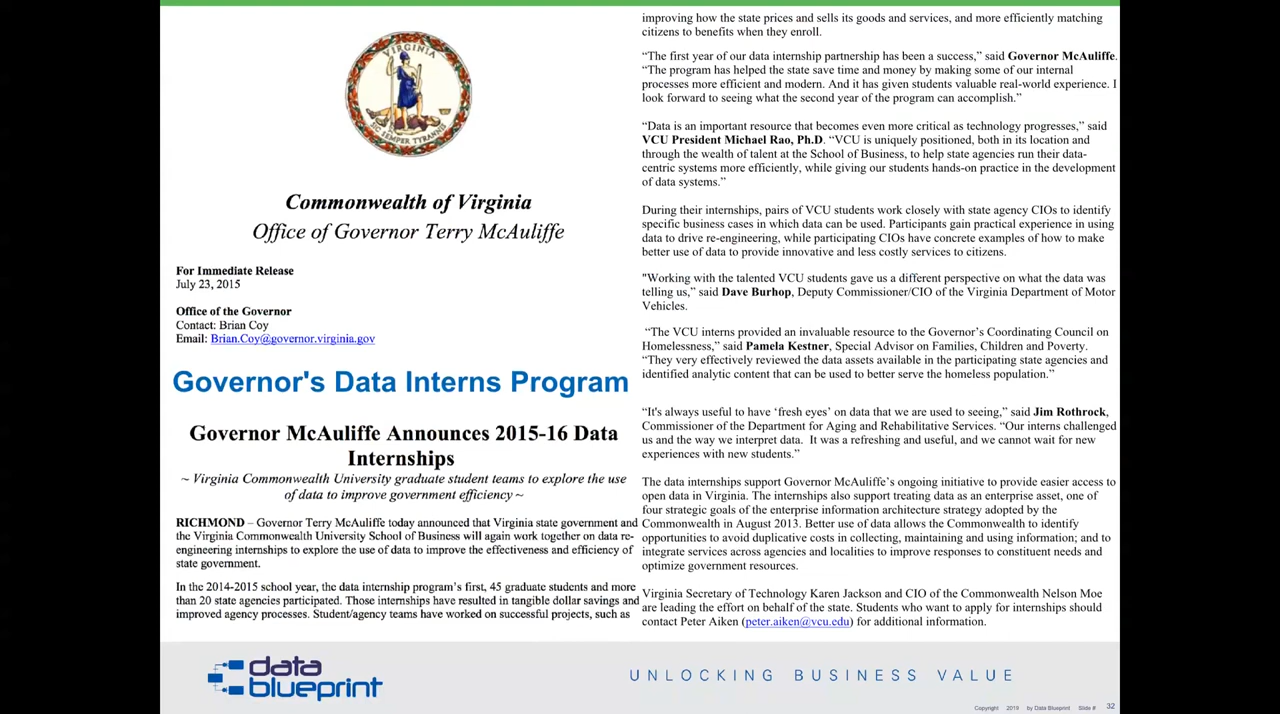 VIRGINIA
SIC SEMPER TYRANNIS
Commonwealth of Virginia
Office of Governor Terry McAuliffe
For Immediate Release
July 23, 2015
Office of the Governor
Contact: Brian Coy
Email: Brian.Coy@governor.virginia.gov
Governor's Data Interns Program
Governor McAuliffe Announces 2015-16 Data
Internships
~ Virginia Commonwealth University graduate student teams to explore the use
of data to improve government efficiency ~
RICHMOND – Governor Terry McAuliffe today announced that Virginia state government and
the Virginia Commonwealth University School of Business will again work together on data re-
engineering internships to explore the use of data to improve the effectiveness and efficiency of
state government.
In the 2014-2015 school year, the data internship program's first, 45 graduate students and more
than 20 state agencies participated. Those internships have resulted in tangible dollar savings and
improved agency processes. Student/agency teams have worked on successful projects, such as
improving how the state prices and sells its goods and services, and more efficiently matching
citizens to benefits when they enroll.
“The first year of our data internship partnership has been a success,” said Governor McAuliffe.
“The program has helped the state save time and money by making some of our internal
processes more efficient and modern. And it has given students valuable real-world experience. I
look forward to seeing what the second year of the program can accomplish.”
“Data is an important resource that becomes even more critical as technology progresses,” said
VCU President Michael Rao, Ph.D. “VCU is uniquely positioned, both in its location and
through the wealth of talent at the School of Business, to help state agencies run their data-
centric systems more efficiently, while giving our students hands-on practice in the development
of data systems.”
During their internships, pairs of VCU students work closely with state agency CIOs to identify
specific business cases in which data can be used. Participants gain practical experience in using
data to drive re-engineering, while participating CIOs have concrete examples of how to make
better use of data to provide innovative and less costly services to citizens.
"Working with the talented VCU students gave us a different perspective on what the data was
telling us,” said Dave Burhop, Deputy Commissioner/CIO of the Virginia Department of Motor
Vehicles.
“The VCU interns provided an invaluable resource to the Governor’s Coordinating Council on
Homelessness,” said Pamela Kestner, Special Advisor on Families, Children and Poverty.
“They very effectively reviewed the data assets available in the participating state agencies and
identified analytic content that can be used to better serve the homeless population.”
“It's always useful to have ‘fresh eyes’ on data that we are used to seeing,” said Jim Rothrock,
Commissioner of the Department for Aging and Rehabilitative Services. “Our interns challenged
us and the way we interpret data. It was a refreshing and useful, and we cannot wait for new
experiences with new students.”
The data internships support Governor McAuliffe’s ongoing initiative to provide easier access to
open data in Virginia. The internships also support treating data as an enterprise asset, one of
four strategic goals of the enterprise information architecture strategy adopted by the
Commonwealth in August 2013. Better use of data allows the Commonwealth to identify
opportunities to avoid duplicative costs in collecting, maintaining and using information; and to
integrate services across agencies and localities to improve responses to constituent needs and
optimize government resources.
Virginia Secretary of Technology Karen Jackson and CIO of the Commonwealth Nelson Moe
are leading the effort on behalf of the state. Students who want to apply for internships should
contact Peter Aiken (peter.aiken@vcu.edu) for additional information.
data
blueprint
UNLOCKING BUSINESS VALUE
Copyright 2019 by Data Blueprint Slide # 32